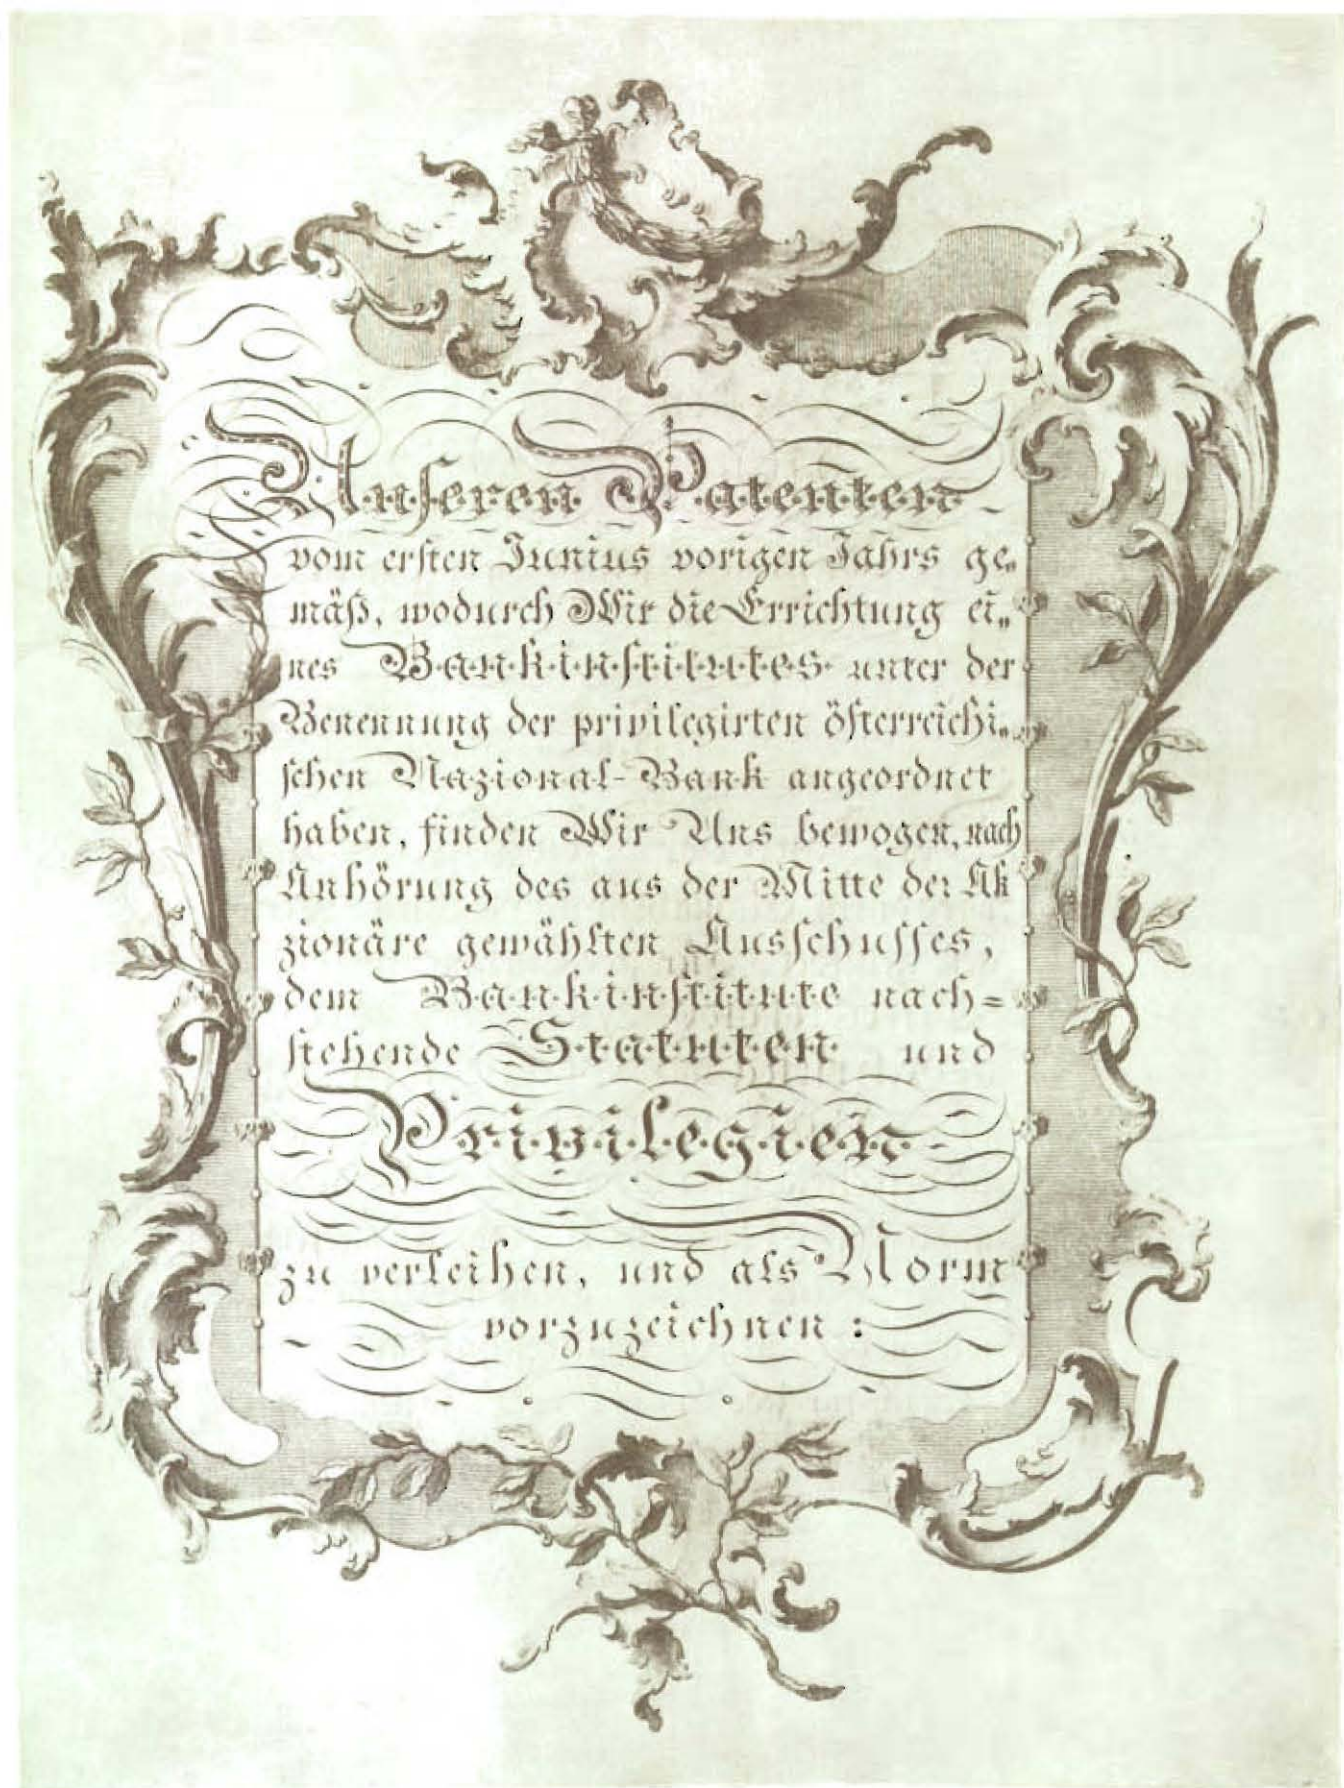 Unseren Patenten
vom ersten Junius vorigen Jahrs ge„
mäß, wodurch Wir die Errichtung ei„
nes Bankinstitutes unter der
Benennung der privilegirten österreichi„
schen Nazional-Bank angeordnet
haben, finden Wir Uns bewogen, nach
Anhörung des aus der Mitte der Ak
zionäre gewählten Ausschusses,
dem Bankinstitute nach=
stehende Statuten und
Privilegien
zu verleihen, und als Norm
vorzuzeichnen :